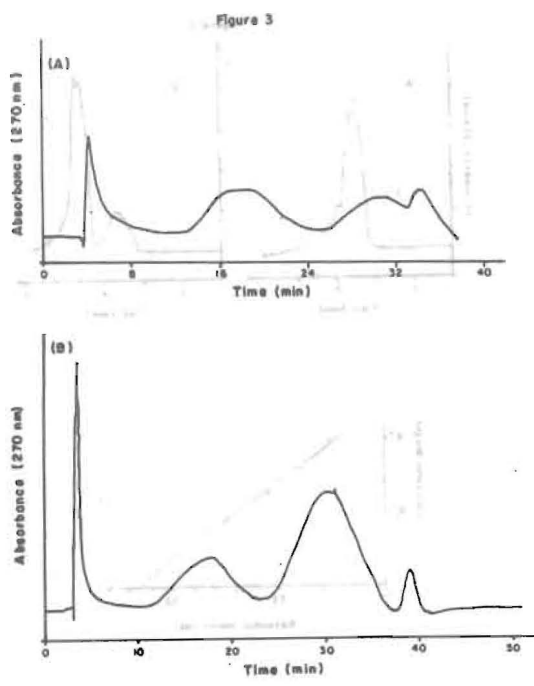 Figure 3
(A)
Absorbance (270 nm)
0 8 16 24 32 40
Time (min)
(B)
Absorbance (270 nm)
0 10 20 30 40 50
Time (min)